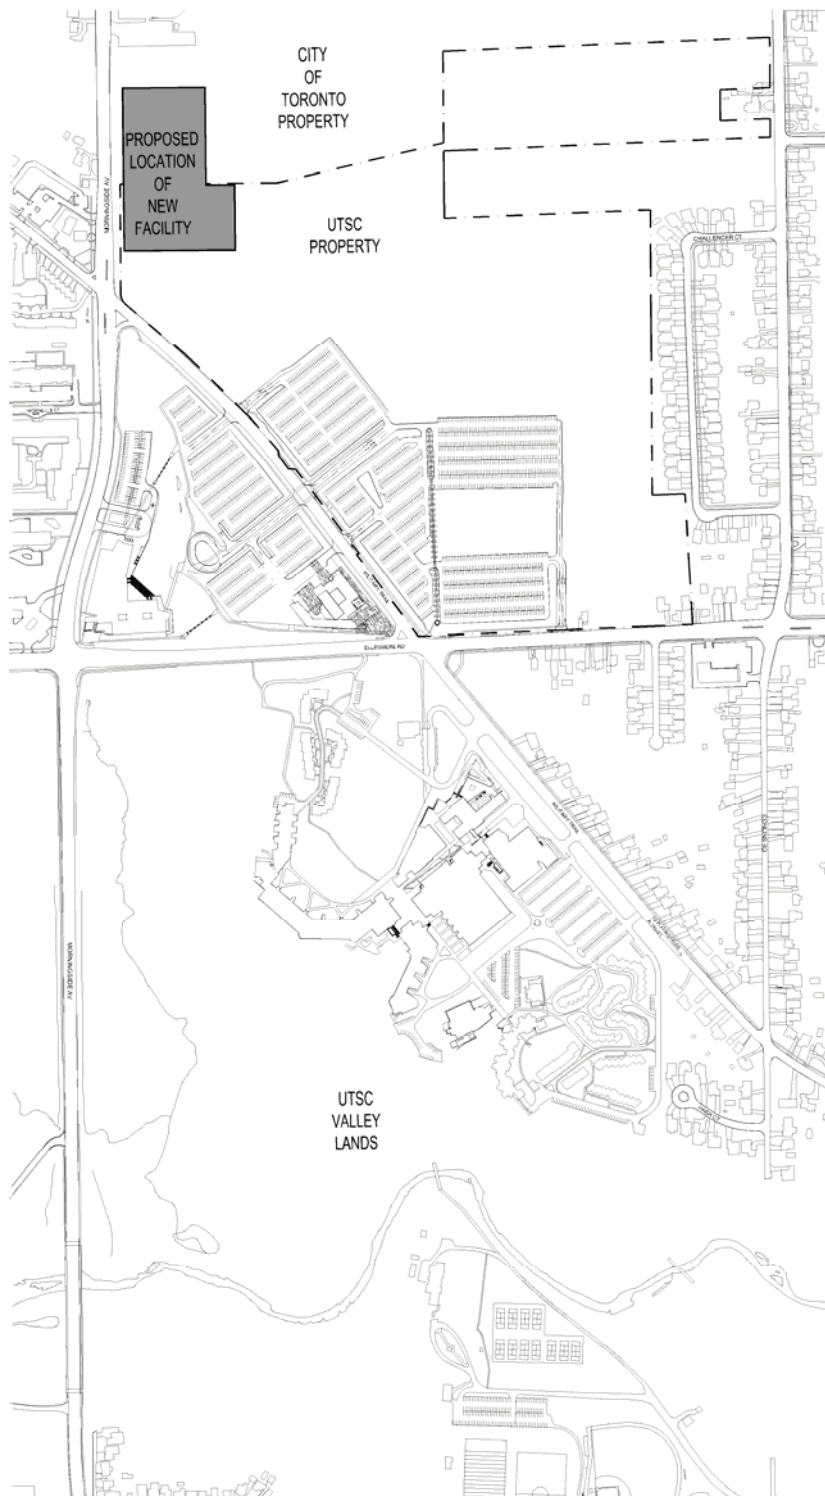 CITY
OF
TORONTO
PROPERTY
PROPOSED
LOCATION
OF
NEW
FACILITY
MORNINGSIDE AV
UTSC
PROPERTY
CHALLENGER CT
ELLESMERE RD
MORNINGSIDE AV
UTSC
VALLEY
LANDS